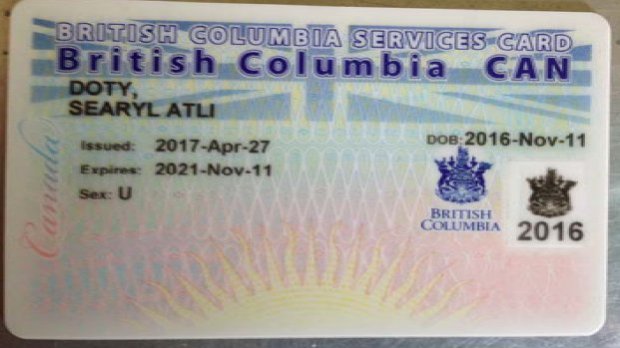 BRITISH COLUMBIA SERVICES CARD
British Columbia CAN
DOTY,
SEARYL ATLI
Issued: 2017-Apr-27
DOB: 2016-Nov-11
Expires: 2021-Nov-11
Sex: U
Canada
BRITISH
COLUMBIA
2016